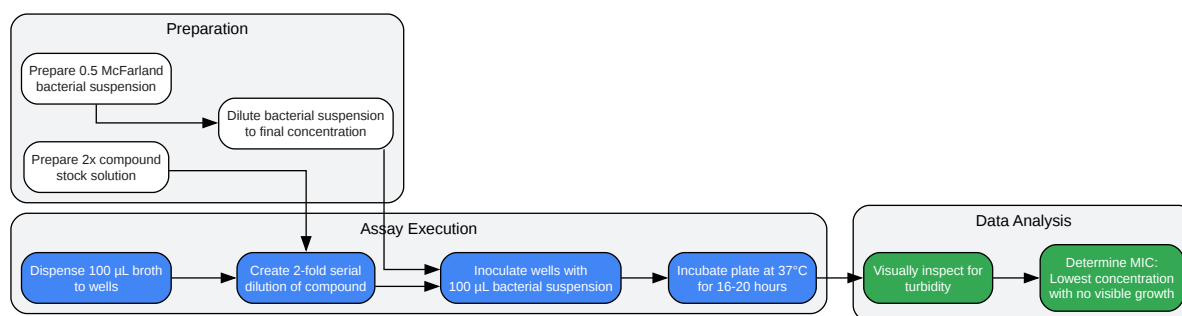 Preparation
Prepare 0.5 McFarland
bacterial suspension
Dilute bacterial suspension
to final concentration
Prepare 2x compound
stock solution
Assay Execution
Dispense 100 µL broth
to wells
Create 2-fold serial
dilution of compound
Inoculate wells with
100 µL bacterial suspension
Incubate plate at 37°C
for 16-20 hours
Data Analysis
Visually inspect for
turbidity
Determine MIC:
Lowest concentration
with no visible growth